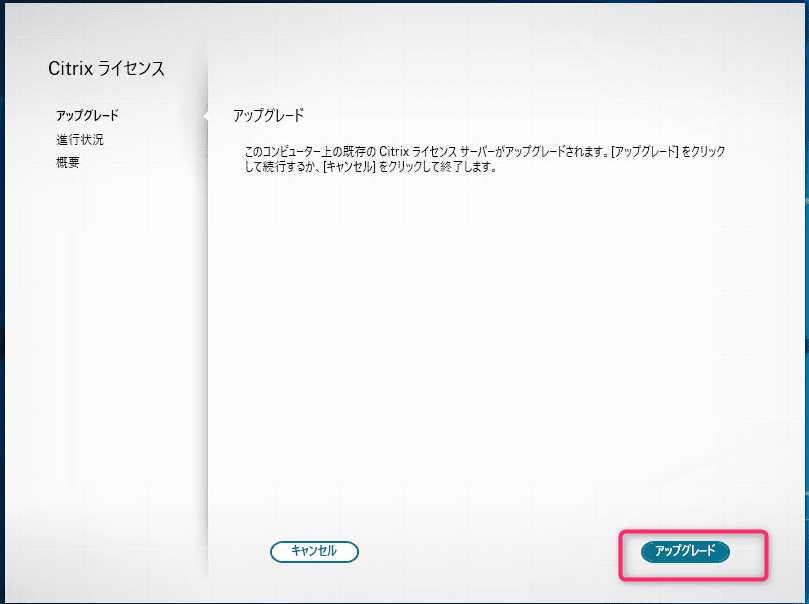 Citrix ライセンス
アップグレード
進行状況
概要
アップグレード
このコンピューター上の既存の Citrix ライセンス サーバーがアップグレードされます。[アップグレード] をクリック
して続行するか、[キャンセル] をクリックして終了します。
キャンセル
アップグレード